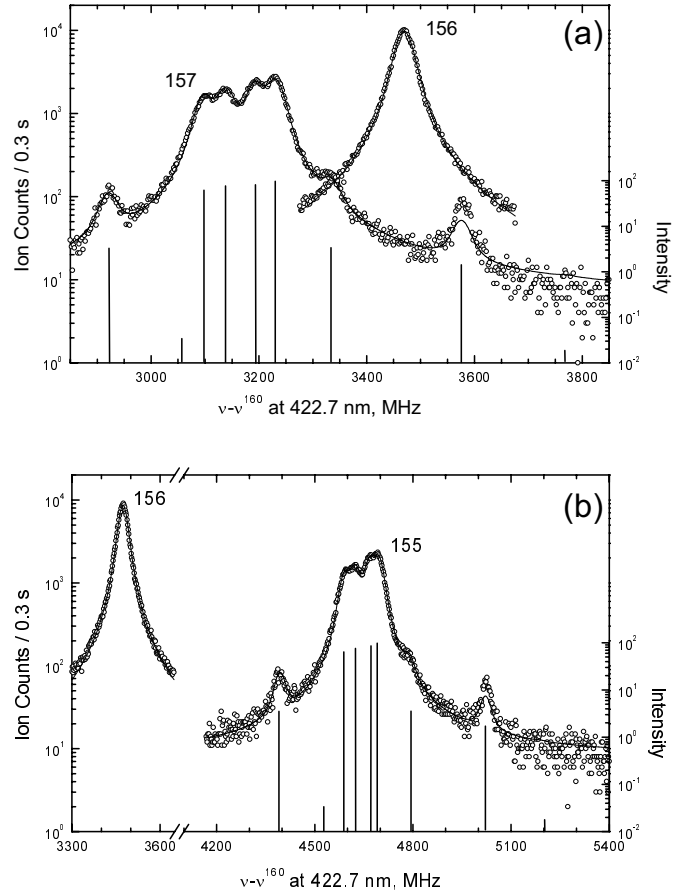 (a)
156
157
10^4
10^3
10^2
10^1
10^0
Ion Counts / 0.3 s
10^2
10^1
10^0
10^-1
10^-2
Intensity
3000 3200 3400 3600 3800
ν-ν^160 at 422.7 nm, MHz
(b)
156
155
10^4
10^3
10^2
10^1
10^0
Ion Counts / 0.3 s
10^2
10^1
10^0
10^-1
10^-2
Intensity
3300 3600 4200 4500 4800 5100 5400
ν-ν^160 at 422.7 nm, MHz